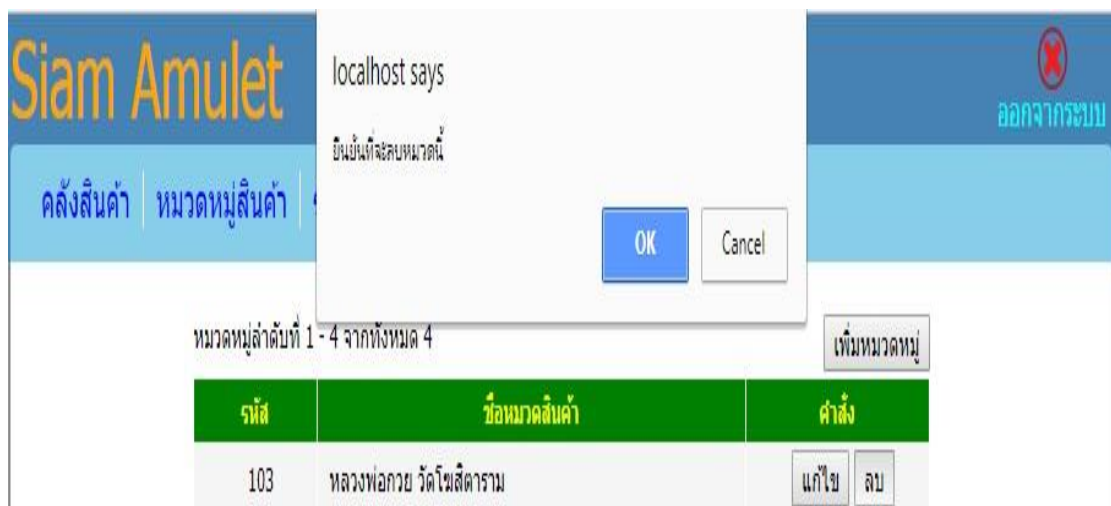 Siam Amulet
localhost says
ยืนยันที่จะลบหมวดนี้
OK
Cancel
ออกจากระบบ
คลังสินค้า
หมวดหมู่สินค้า
หมวดหมู่ลำดับที่ 1 - 4 จากทั้งหมด 4
เพิ่มหมวดหมู่
รหัส
ชื่อหมวดสินค้า
คำสั่ง
103
หลวงพ่อกวย วัดโฆสิตาราม
แก้ไข
ลบ